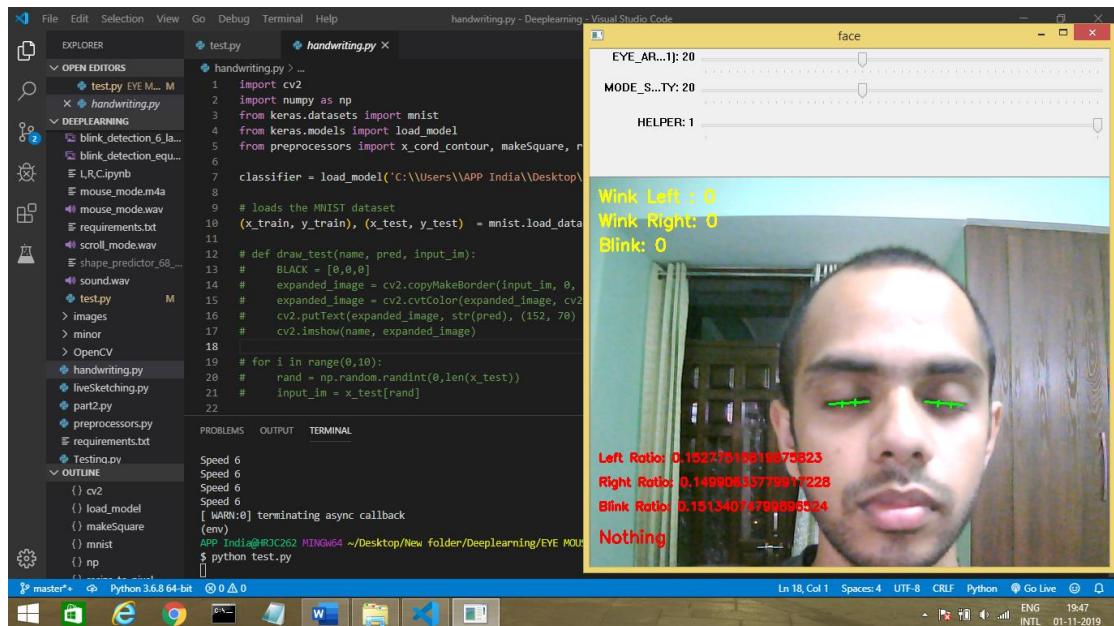 File Edit Selection View Go Debug Terminal Help
handwriting.py - Deeplearning - Visual Studio Code
EXPLORER
OPEN EDITORS
test.py EYE M... M
handwriting.py
DEEPLEARNING
blink_detection_6_la...
blink_detection_equ...
L,R,C.ipynb
mouse_mode.m4a
mouse_mode.wav
requirements.txt
scroll_mode.wav
shape_predictor_68_...
sound.wav
test.py M
images
minor
OpenCV
handwriting.py
liveSketching.py
part2.py
preprocessors.py
requirements.txt
Testing.py
OUTLINE
{} cv2
{} load_model
{} makeSquare
{} mnist
{} np
test.py
handwriting.py
handwriting.py > ...
1 import cv2
2 import numpy as np
3 from keras.datasets import mnist
4 from keras.models import load_model
5 from preprocessors import x_cord_contour, makeSquare, r
6
7 classifier = load_model('C:\\Users\\APP India\\Desktop\
8
9 # loads the MNIST dataset
10 (x_train, y_train), (x_test, y_test)  = mnist.load_data
11
12 # def draw_test(name, pred, input_im):
13 #     BLACK = [0,0,0]
14 #     expanded_image = cv2.copyMakeBorder(input_im, 0,
15 #     expanded_image = cv2.cvtColor(expanded_image, cv2
16 #     cv2.putText(expanded_image, str(pred), (152, 70)
17 #     cv2.imshow(name, expanded_image)
18
19 # for i in range(0,10):
20 #     rand = np.random.randint(0,len(x_test))
21 #     input_im = x_test[rand]
22
PROBLEMS OUTPUT TERMINAL
Speed 6
Speed 6
Speed 6
Speed 6
[ WARN:0] terminating async callback
(env)
APP India@HRJC262 MINGW64 ~/Desktop/New folder/Deeplearning/EYE MOU
$ python test.py
face
EYE_AR...1): 20
MODE_S...TY: 20
HELPER: 1
Wink Left : 0
Wink Right: 0
Blink: 0
Left Ratio: 0.15277515819875823
Right Ratio: 0.14990633779917228
Blink Ratio: 0.15134074799896524
Nothing
master*+ Python 3.6.8 64-bit 0 0
Ln 18, Col 1 Spaces: 4 UTF-8 CRLF Python Go Live
ENG 19:47
INTL 01-11-2019